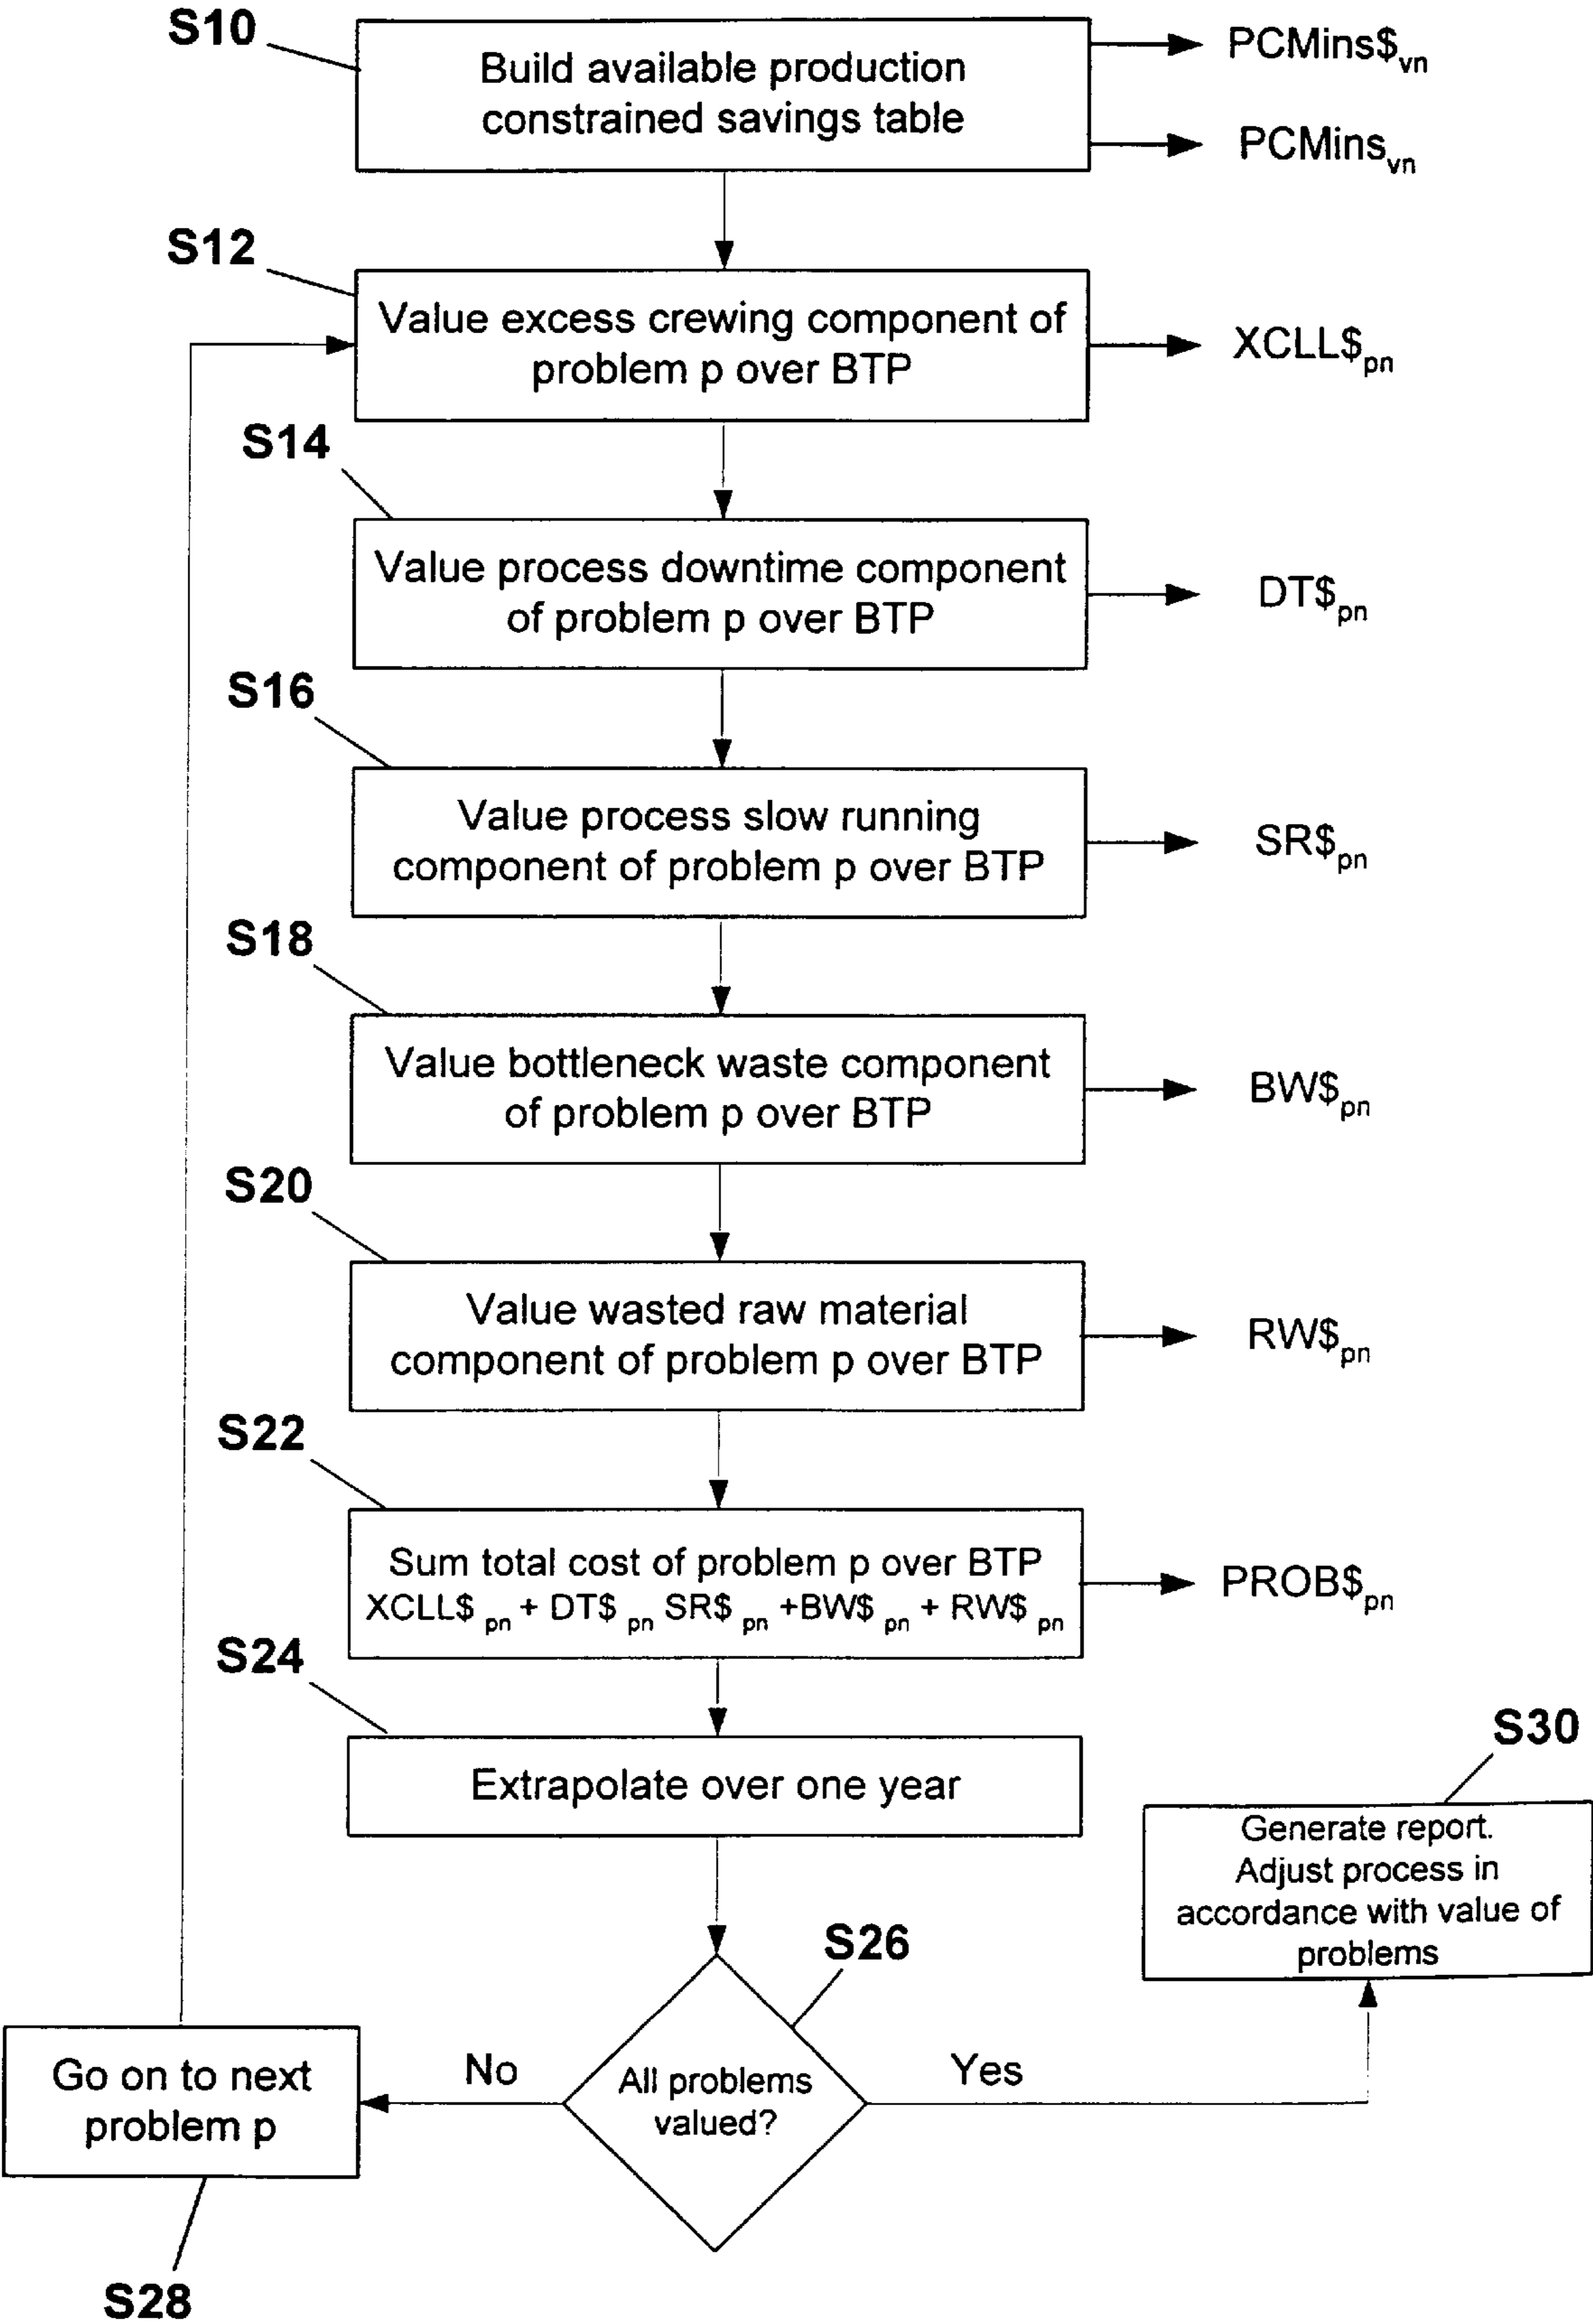 S10
Build available production
constrained savings table
PCMins$vn
PCMinsvn
S12
Value excess crewing component of
problem p over BTP
XCLL$pn
S14
Value process downtime component
of problem p over BTP
DT$pn
S16
Value process slow running
component of problem p over BTP
SR$pn
S18
Value bottleneck waste component
of problem p over BTP
BW$pn
S20
Value wasted raw material
component of problem p over BTP
RW$pn
S22
Sum total cost of problem p over BTP
XCLL$ pn + DT$ pn SR$ pn +BW$ pn + RW$ pn
PROB$pn
S24
Extrapolate over one year
S30
Generate report.
Adjust process in
accordance with value of
problems
S26
All problems
valued?
No
Yes
Go on to next
problem p
S28